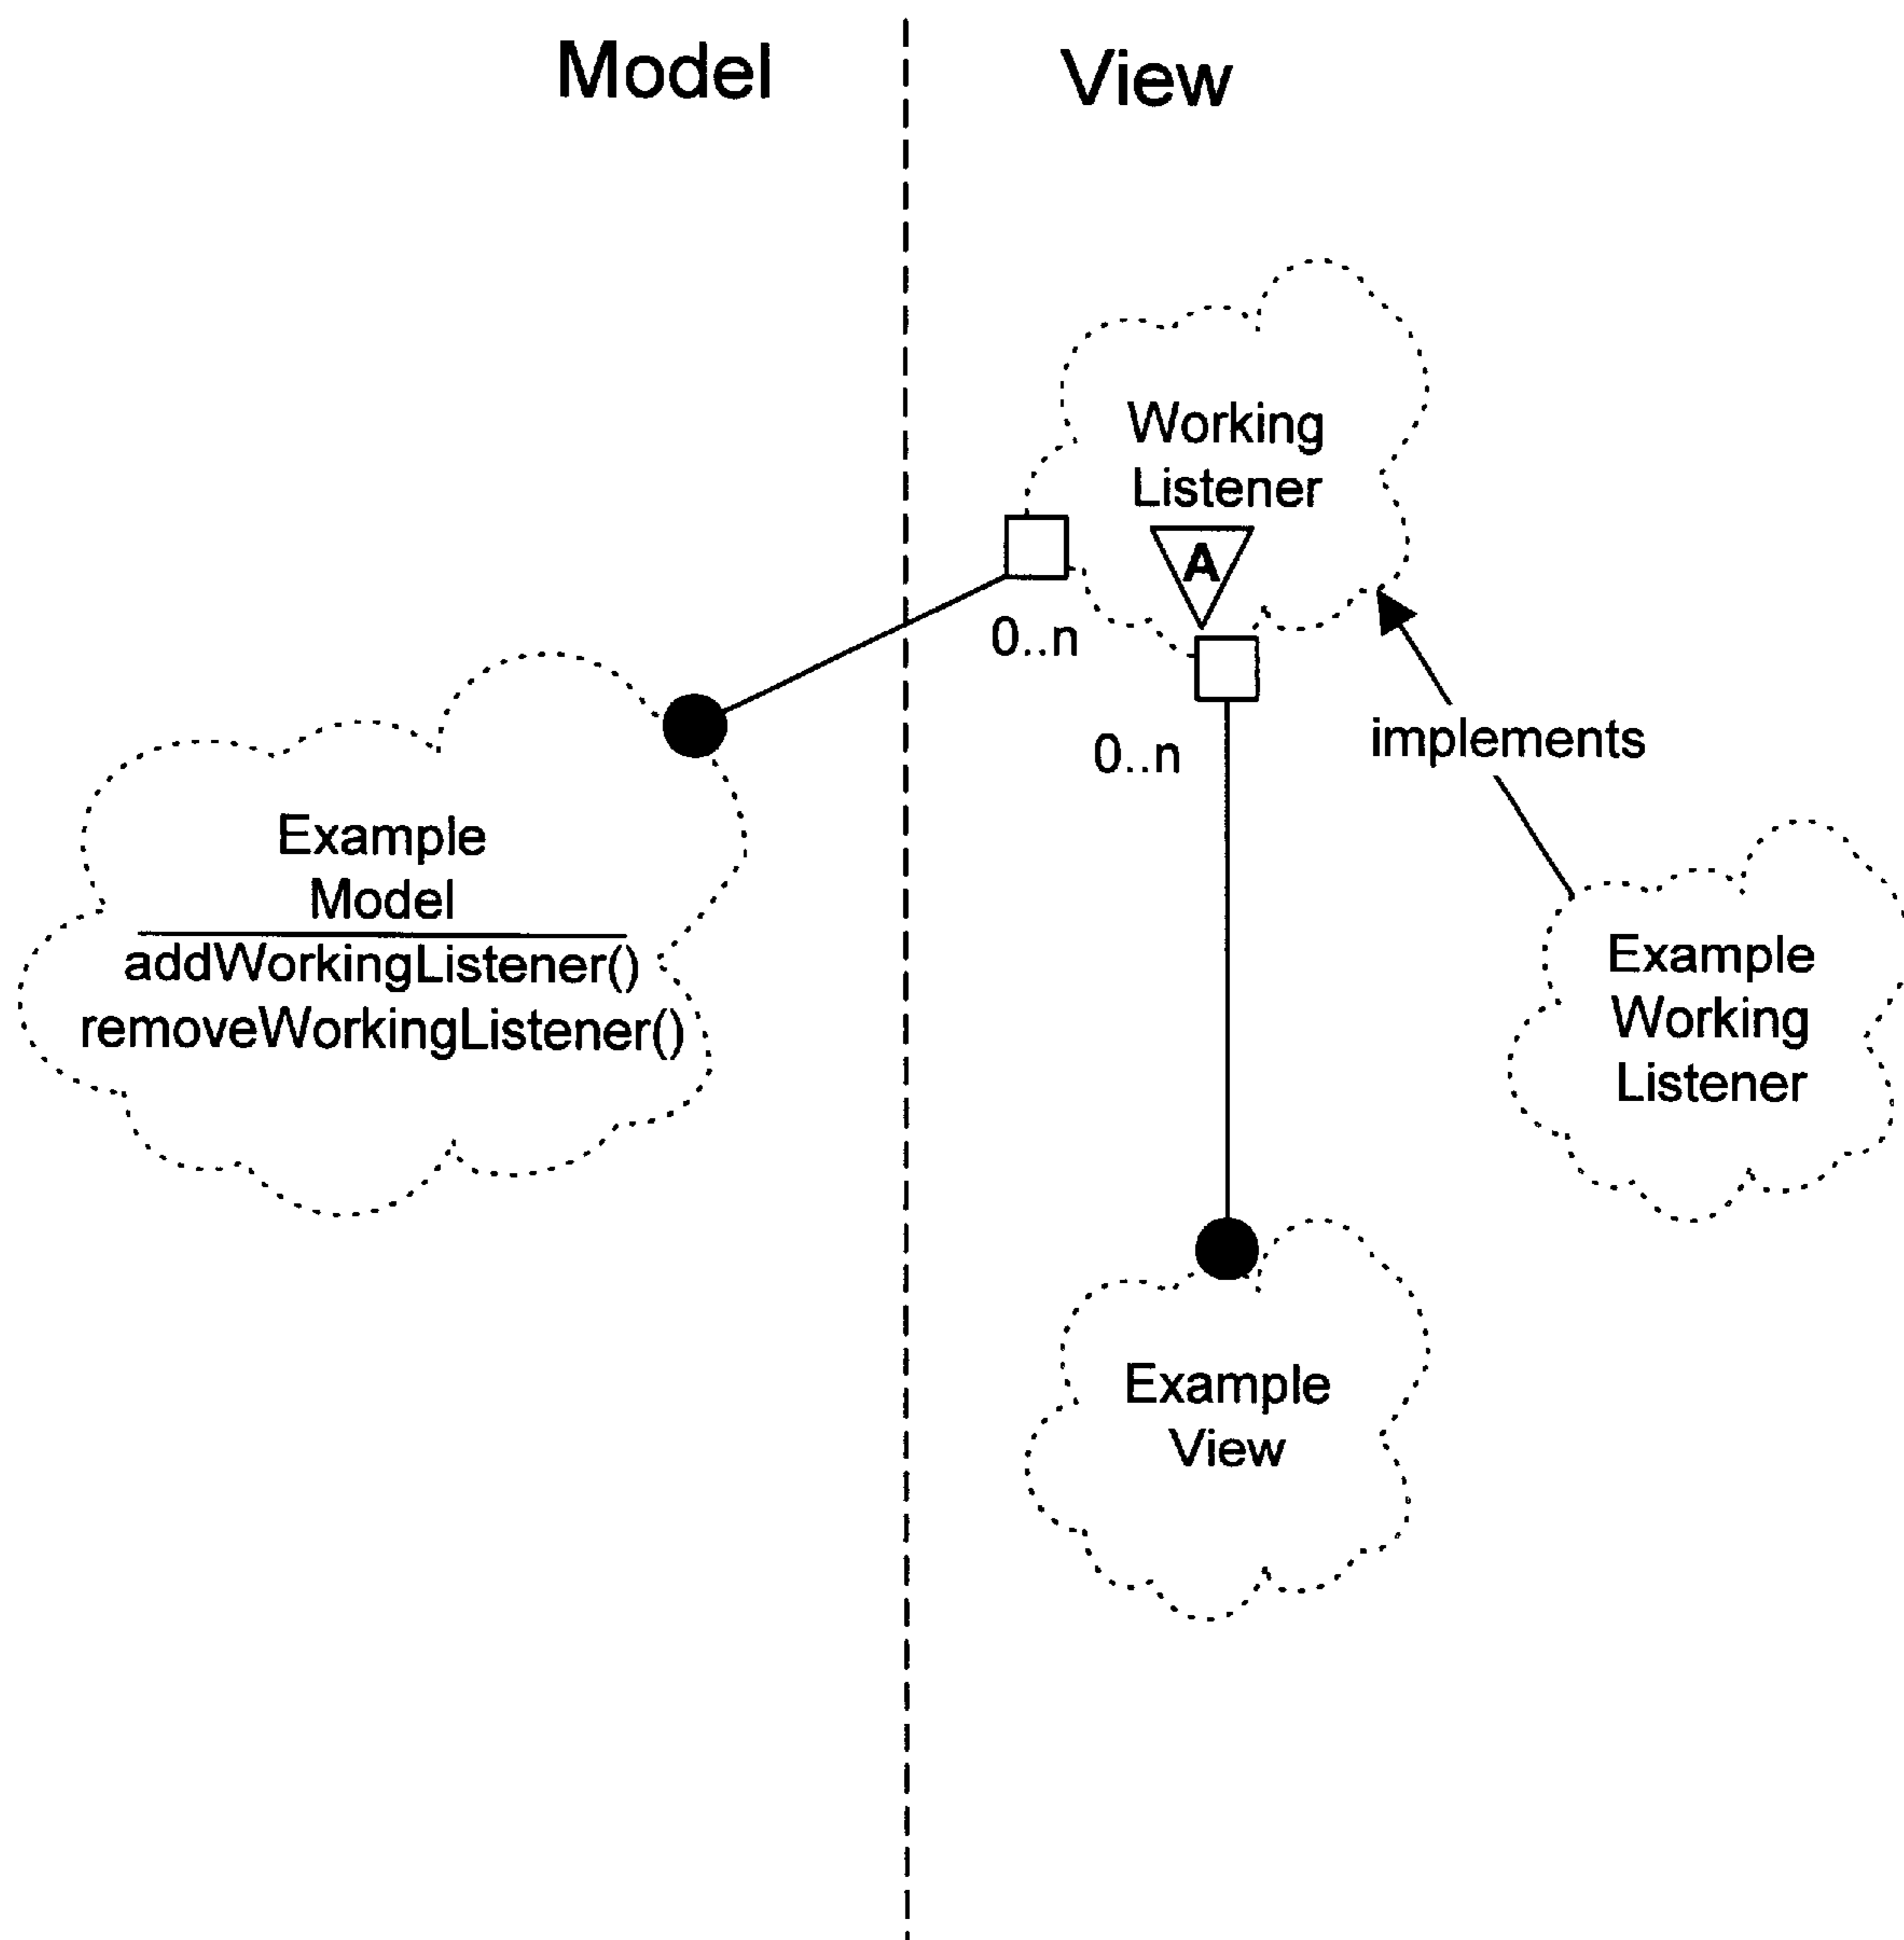 Model
View
Working
Listener
A
0..n
0..n
implements
Example
Model
addWorkingListener()
removeWorkingListener()
Example
Working
Listener
Example
View